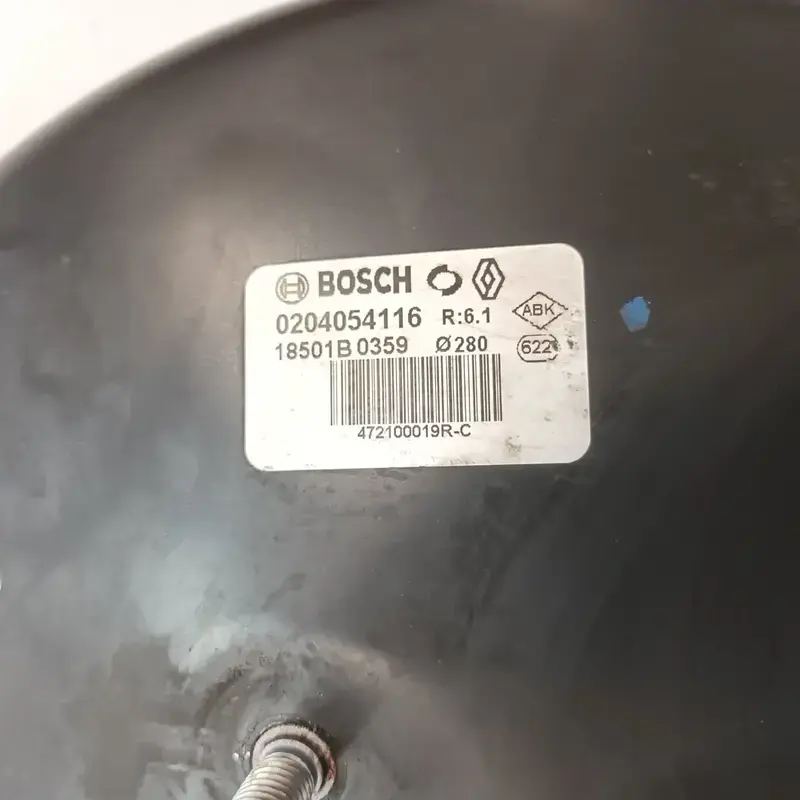 BOSCH
0204054116 R:6.1 ABK
18501B 0359 Ø280 622
472100019R-C